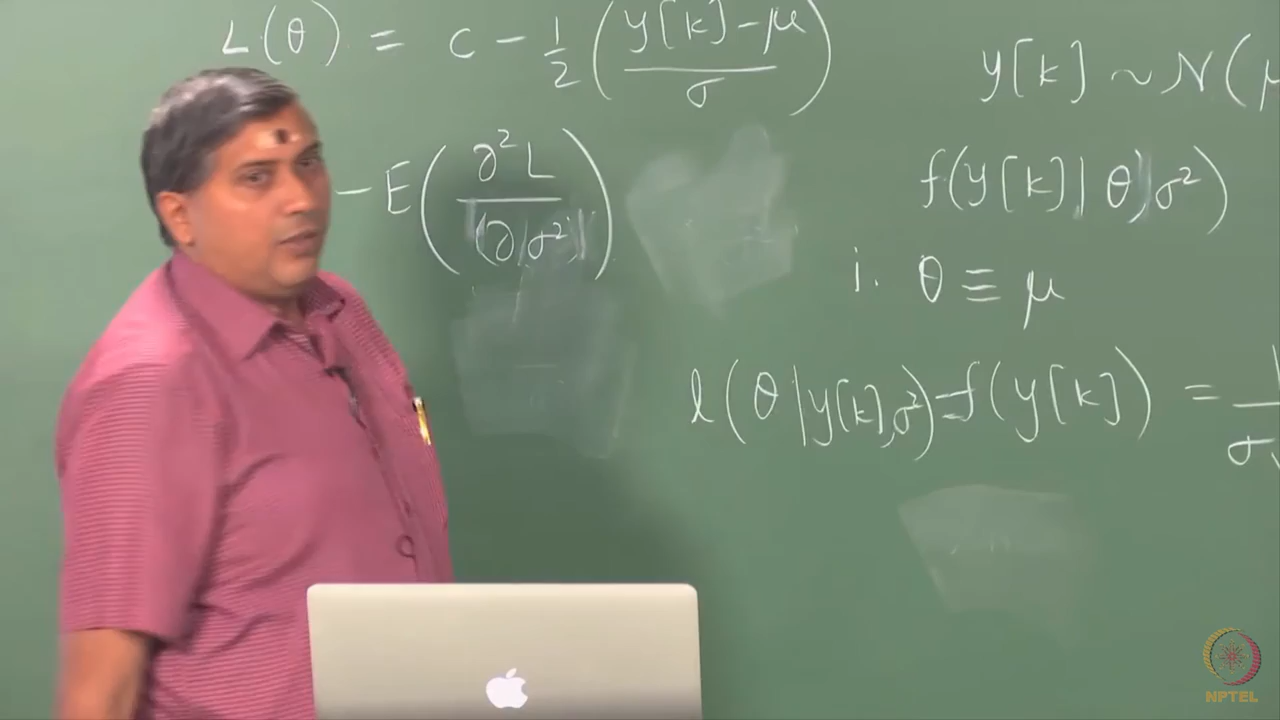 L(θ) = c - 1/2 ((y[k] - μ)/σ)
- E(∂²L/(∂σ²))
y[k] ~ N(μ
f(y[k] | θ, σ²)
i. θ ≡ μ
l(θ | y[k], σ²) = f(y[k]) = 1/σ√
NPTEL